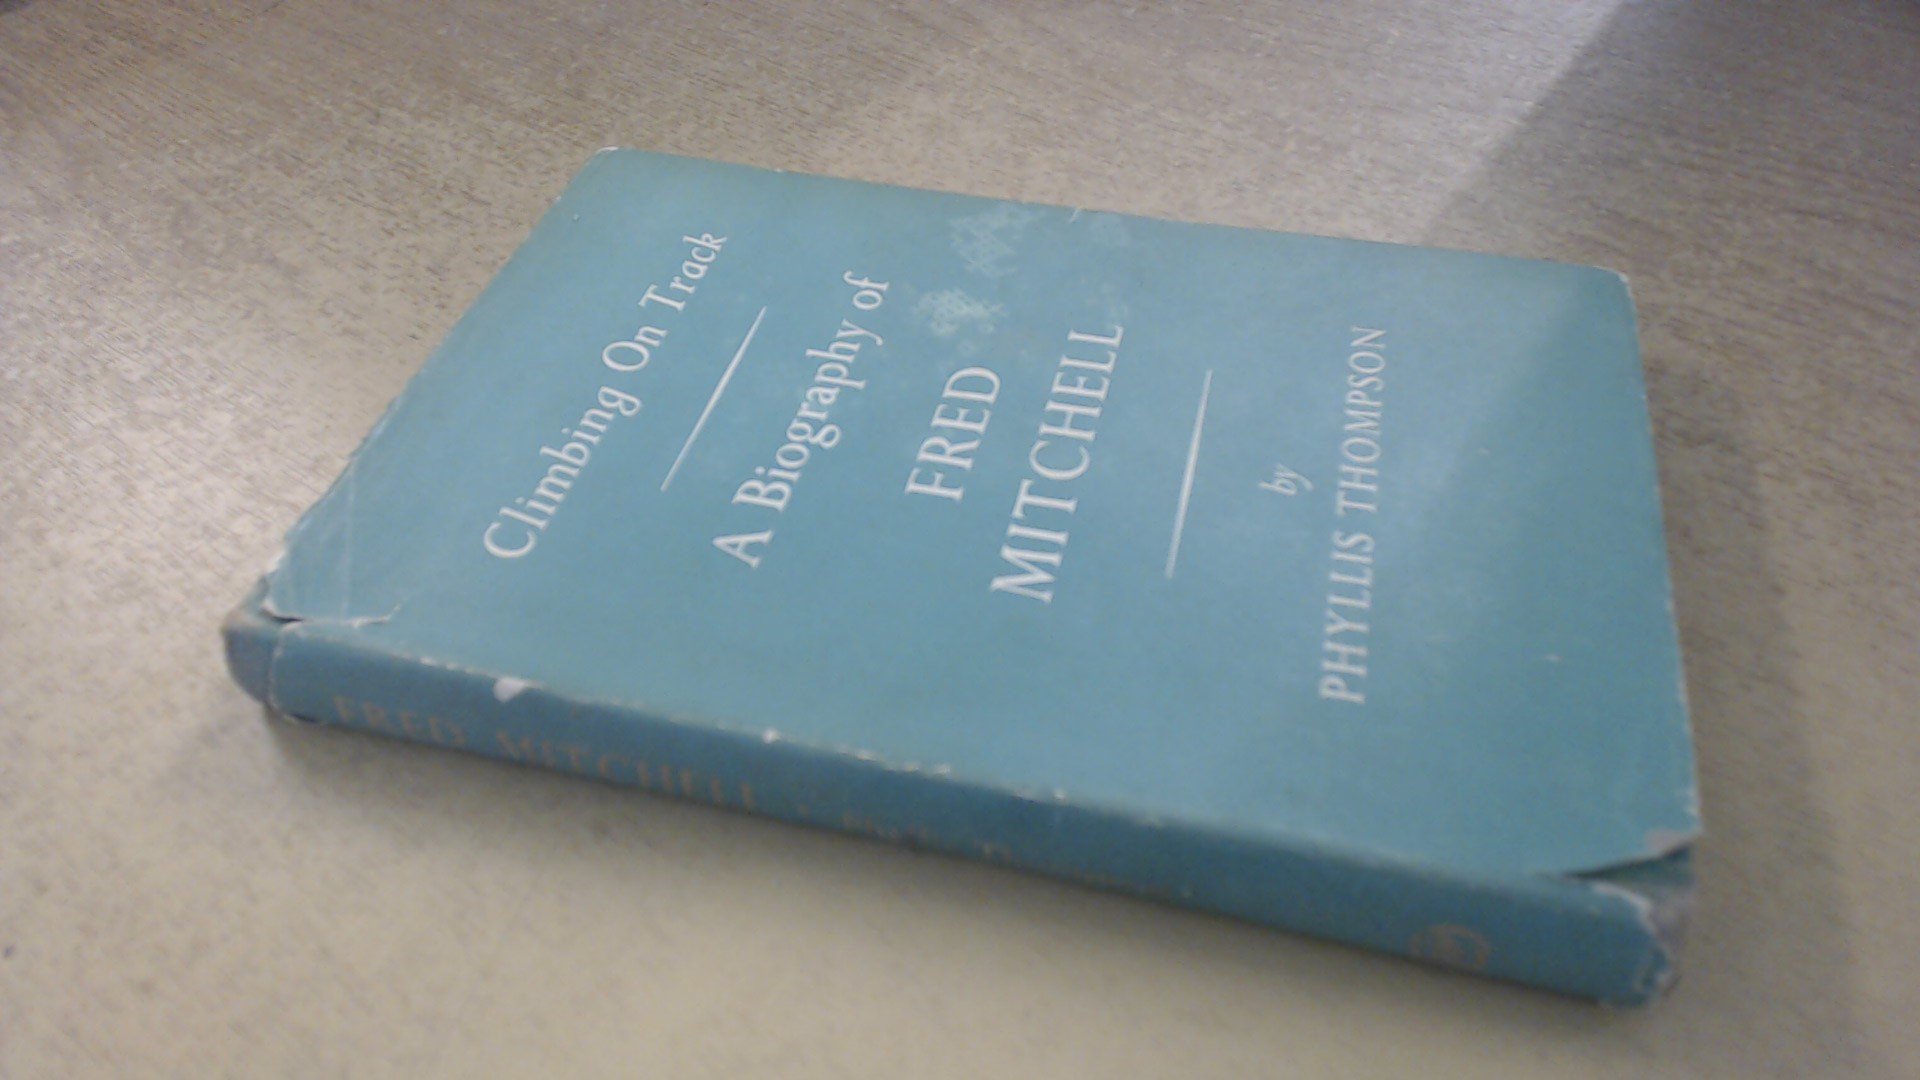 Climbing On Track
A Biography of
FRED
MITCHELL
by
PHYLLIS THOMPSON
FRED MITCHELL